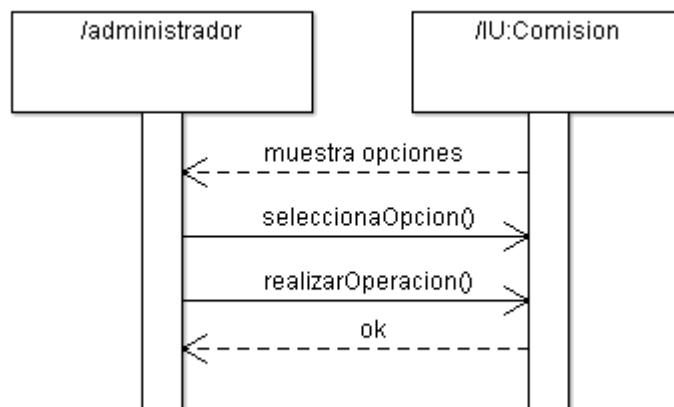 /administrador
/IU:Comision
muestra opciones
seleccionaOpcion()
realizarOperacion()
ok